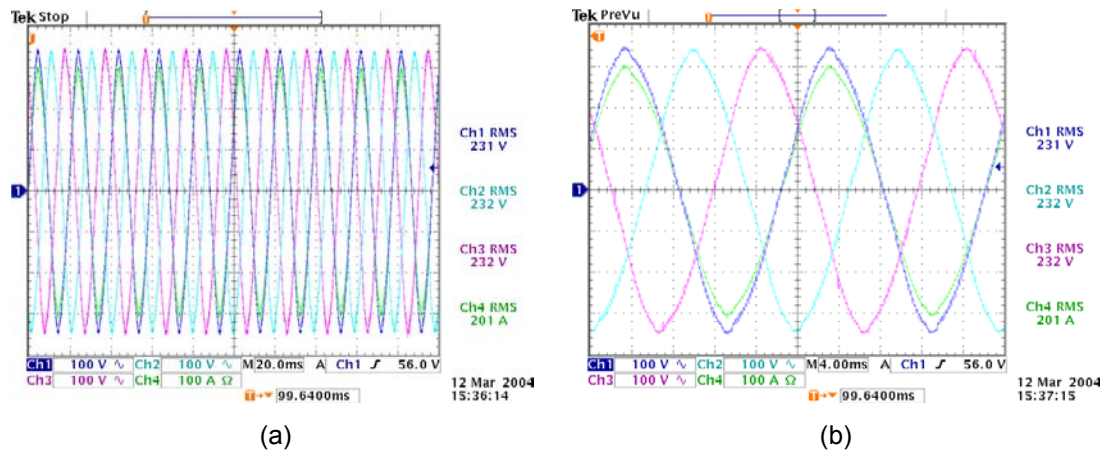 Tek Stop
T
1
Ch1 RMS
231 V
Ch2 RMS
232 V
Ch3 RMS
232 V
Ch4 RMS
201 A
Ch1 100 V ∿ Ch2 100 V ∿ M 20.0ms A Ch1 ʃ 56.0 V
Ch3 100 V ∿ Ch4 100 A Ω
T→▼ 99.6400ms
12 Mar 2004
15:36:14
(a)
Tek PreVu
T
1
Ch1 RMS
231 V
Ch2 RMS
232 V
Ch3 RMS
232 V
Ch4 RMS
201 A
Ch1 100 V ∿ Ch2 100 V ∿ M 4.00ms A Ch1 ʃ 56.0 V
Ch3 100 V ∿ Ch4 100 A Ω
T→▼ 99.6400ms
12 Mar 2004
15:37:15
(b)